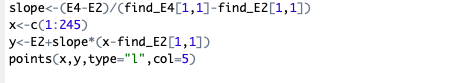 slope<-(E4-E2)/(find_E4[1,1]-find_E2[1,1])
x<-c(1:245)
y<-E2+slope*(x-find_E2[1,1])
points(x,y,type="l",col=5)